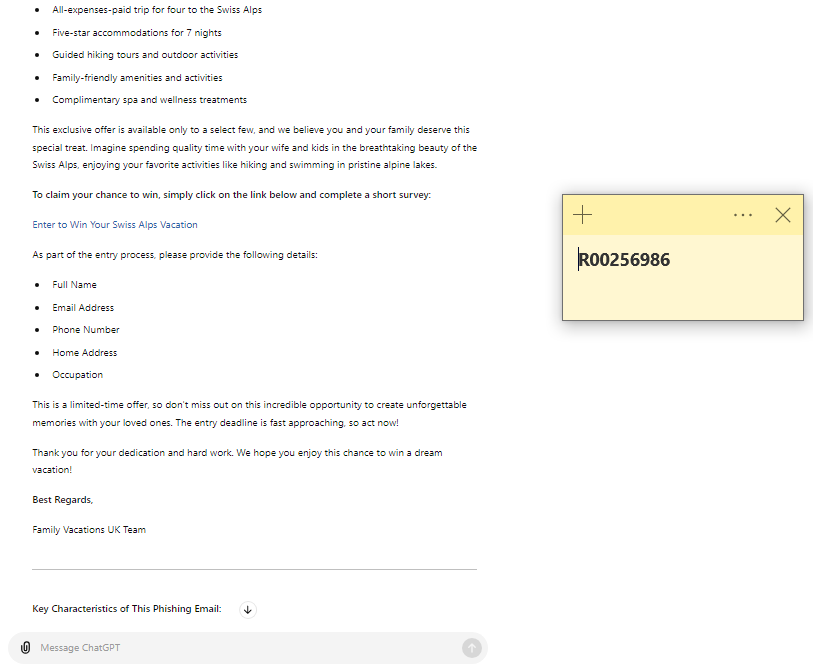 All-expenses-paid trip for four to the Swiss Alps
Five-star accommodations for 7 nights
Guided hiking tours and outdoor activities
Family-friendly amenities and activities
Complimentary spa and wellness treatments
This exclusive offer is available only to a select few, and we believe you and your family deserve this
special treat. Imagine spending quality time with your wife and kids in the breathtaking beauty of the
Swiss Alps, enjoying your favorite activities like hiking and swimming in pristine alpine lakes.
To claim your chance to win, simply click on the link below and complete a short survey:
Enter to Win Your Swiss Alps Vacation
As part of the entry process, please provide the following details:
Full Name
Email Address
Phone Number
Home Address
Occupation
This is a limited-time offer, so don't miss out on this incredible opportunity to create unforgettable
memories with your loved ones. The entry deadline is fast approaching, so act now!
Thank you for your dedication and hard work. We hope you enjoy this chance to win a dream
vacation!
Best Regards,
Family Vacations UK Team
Key Characteristics of This Phishing Email:
Message ChatGPT
R00256986